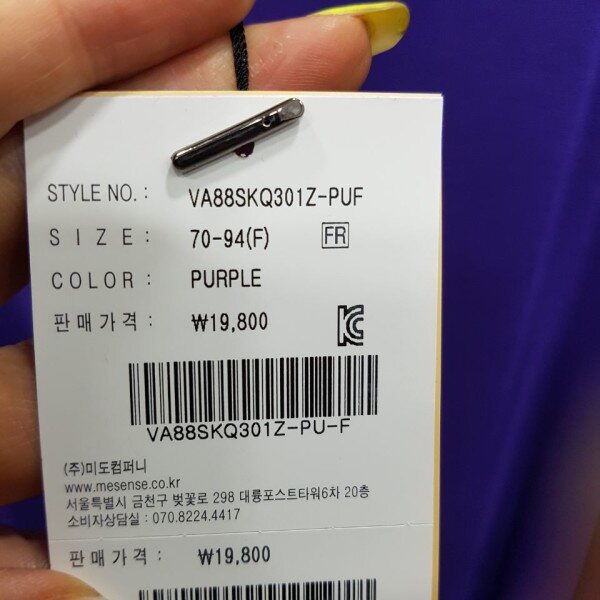 STYLE NO. : VA88SKQ301Z-PUF
SIZE : 70-94(F) FR
COLOR : PURPLE
판매가격 : ₩19,800
VA88SKQ301Z-PU-F
(주)미도컴퍼니
www.mesense.co.kr
서울특별시 금천구 벚꽃로 298 대륭포스트타워6차 20층
소비자상담실 : 070.8224.4417
판매가격 : ₩19,800